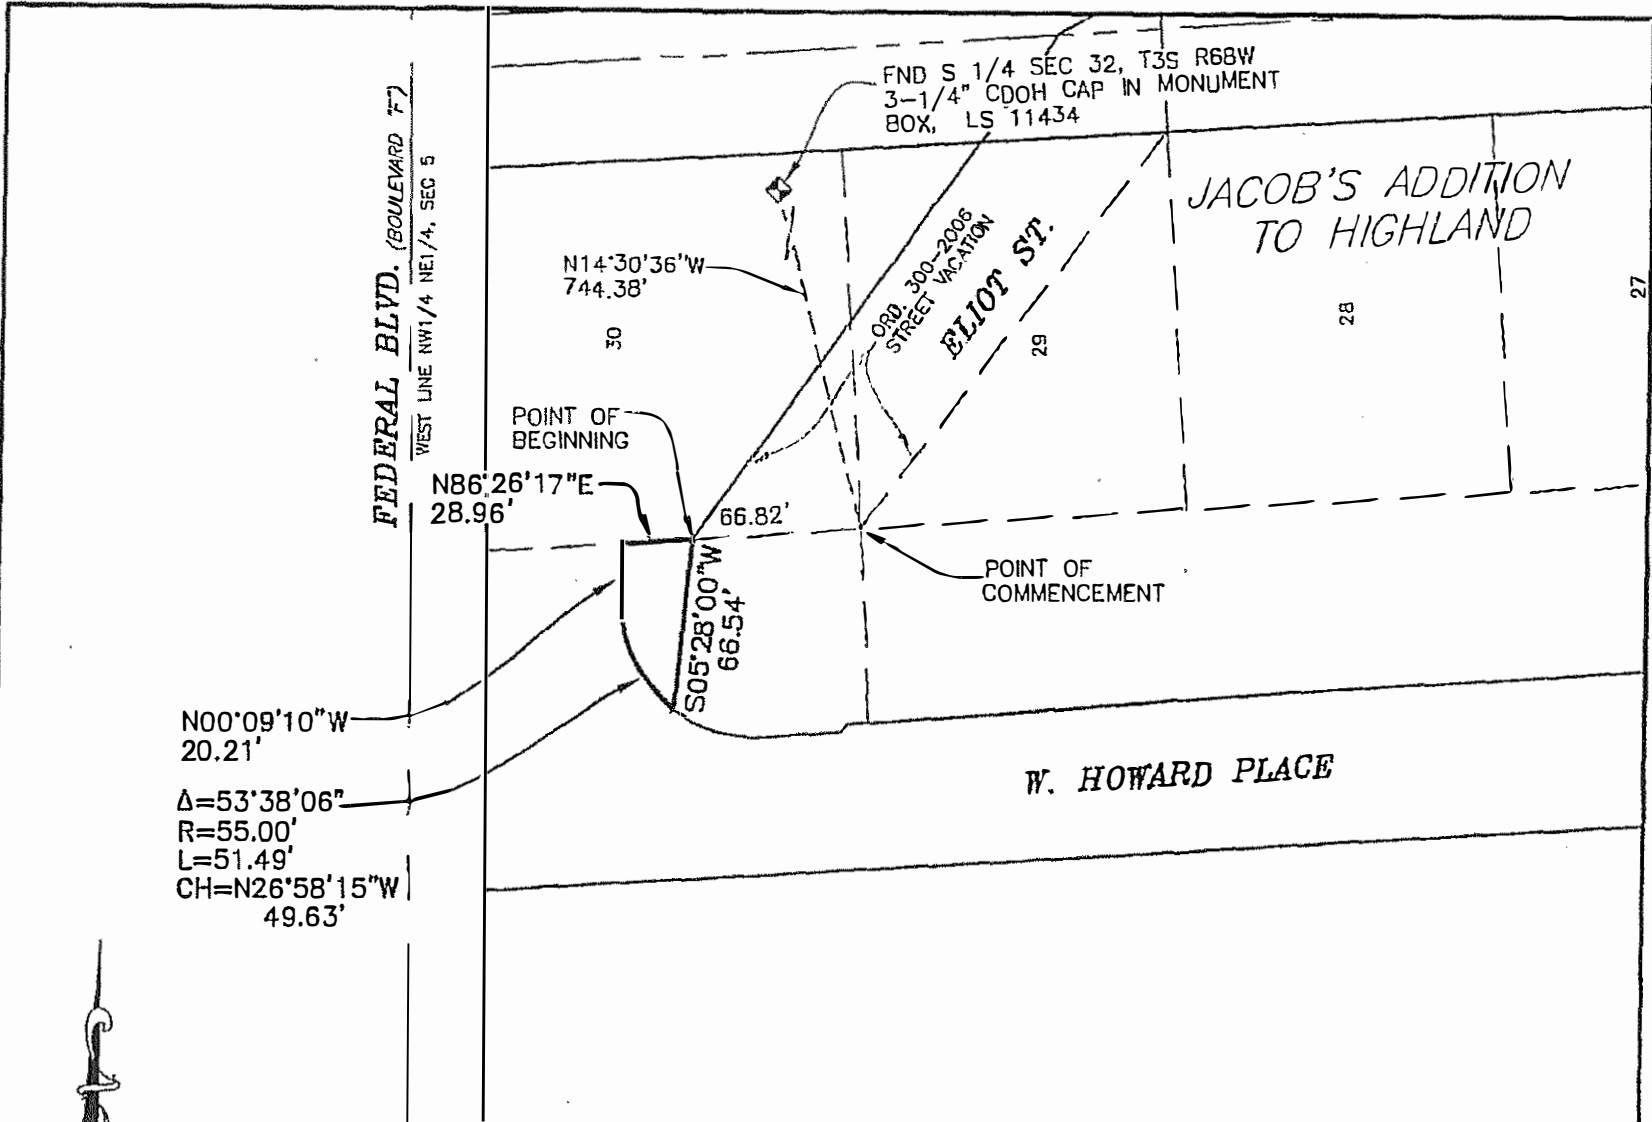 FND S 1/4 SEC 32, T3S R68W
3-1/4" CDOH CAP IN MONUMENT
BOX, LS 11434
FEDERAL BLVD. (BOULEVARD "F")
WEST LINE NW1/4 NE1/4, SEC 5
JACOB'S ADDITION
TO HIGHLAND
N14°30'36"W
744.38'
ORD. 300-2006
STREET VACATION
ELIOT ST.
30
29
28
27
POINT OF
BEGINNING
N86°26'17"E
28.96'
66.82'
S05°28'00"W
66.54'
POINT OF
COMMENCEMENT
N00°09'10"W
20.21'
Δ=53°38'06"
R=55.00'
L=51.49'
CH=N26°58'15"W
49.63'
W. HOWARD PLACE